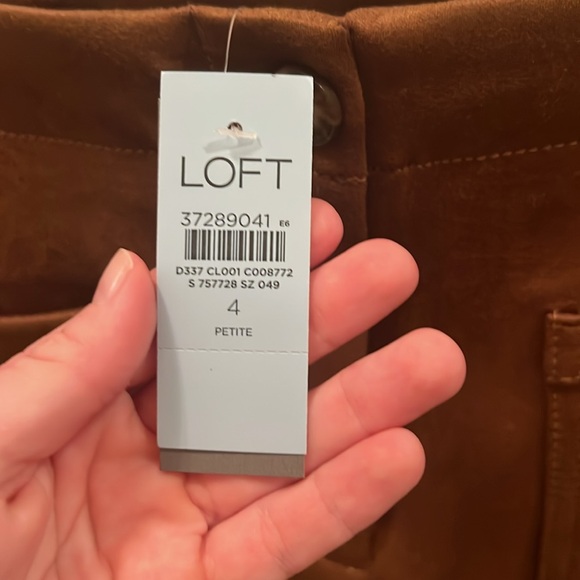 LOFT
37289041 E6
D337 CL001 C008772
S 757728 SZ 049
4
PETITE